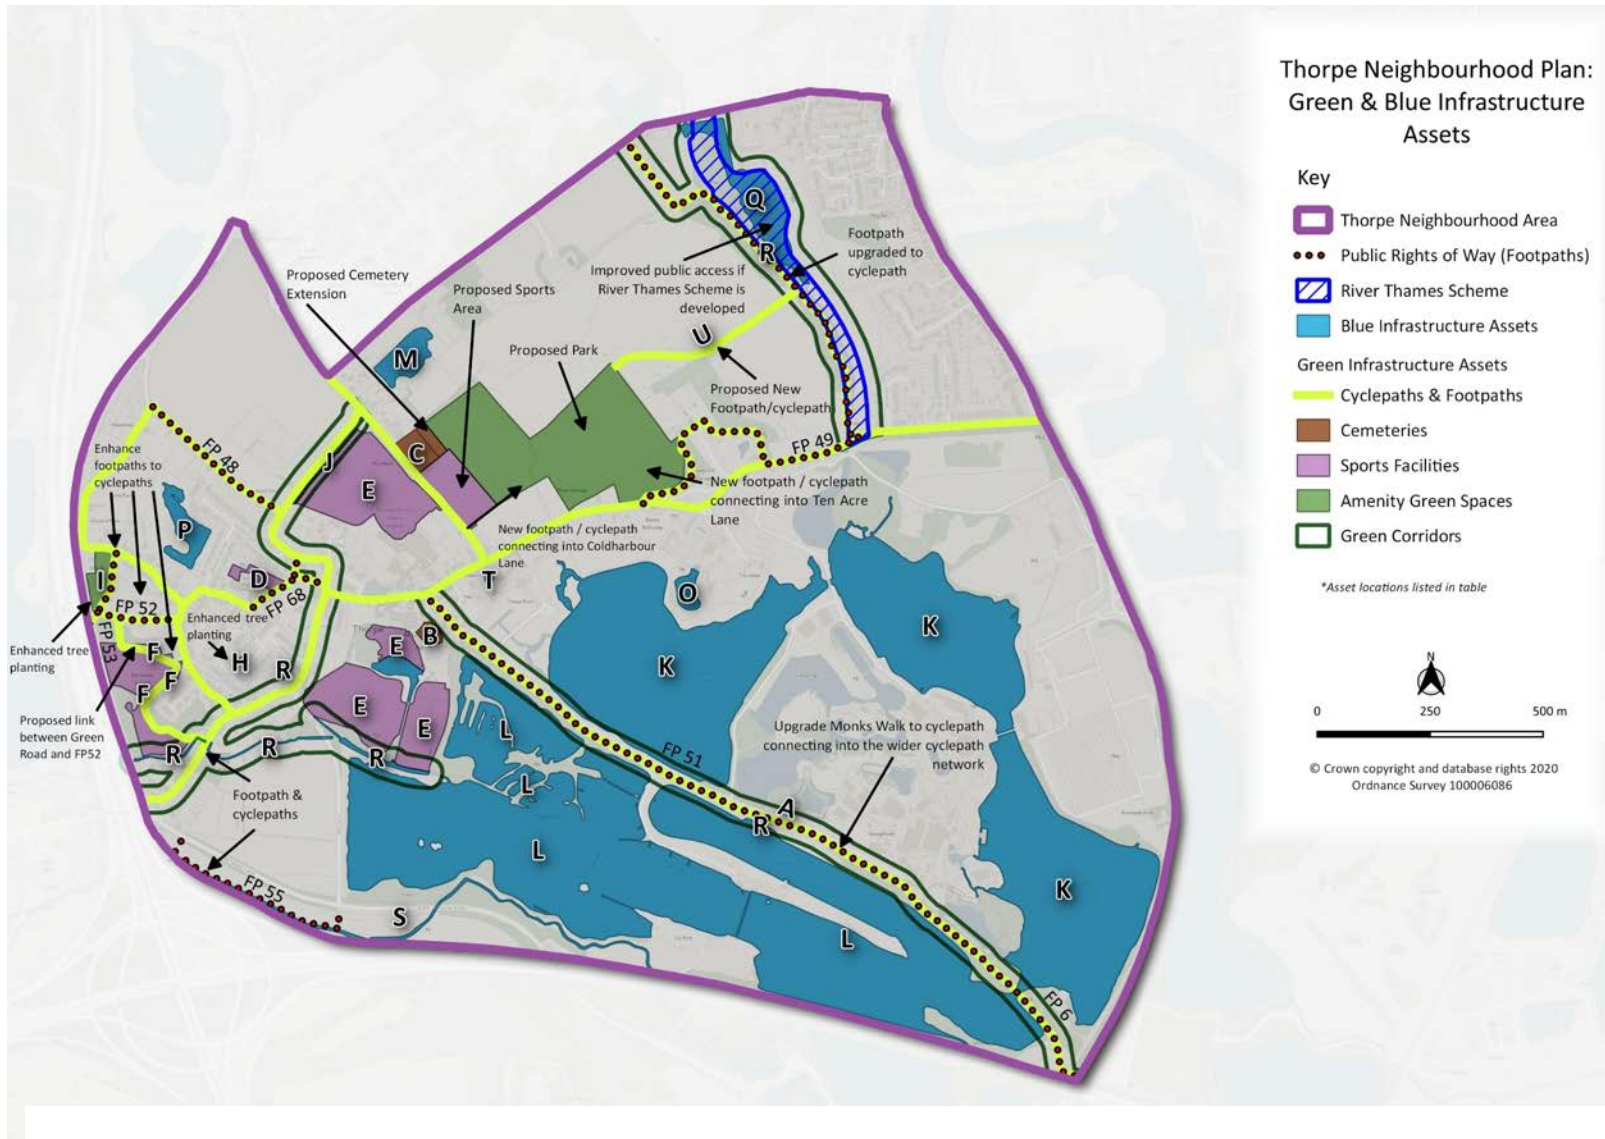 Thorpe Neighbourhood Plan:
Green & Blue Infrastructure
Assets
Key
Thorpe Neighbourhood Area
Public Rights of Way (Footpaths)
River Thames Scheme
Blue Infrastructure Assets
Green Infrastructure Assets
Cyclepaths & Footpaths
Cemeteries
Sports Facilities
Amenity Green Spaces
Green Corridors
*Asset locations listed in table
N
0 250 500 m
© Crown copyright and database rights 2020
Ordnance Survey 100006086
Q
R
Footpath
upgraded to
cyclepath
Improved public access if
River Thames Scheme is
developed
Proposed Cemetery
Extension
Proposed Sports
Area
Proposed Park
M
U
Proposed New
Footpath/cyclepath
Enhance
footpaths to
cyclepaths
FP 48
J
E
C
FP 49
New footpath / cyclepath
connecting into Ten Acre
Lane
New footpath / cyclepath
connecting into Coldharbour
Lane
P
T
I
D
FP 68
FP 52
FP 53
Enhanced tree
planting
Enhanced tree
planting
H
R
F
F
F
Thorpe
E
B
O
K
K
E
E
L
Proposed link
between Green
Road and FP52
R
R
R
L
FP 51
Upgrade Monks Walk to cyclepath
connecting into the wider cyclepath
network
Footpath &
cyclepaths
A
R
L
FP 55
S
L
K
FP 6